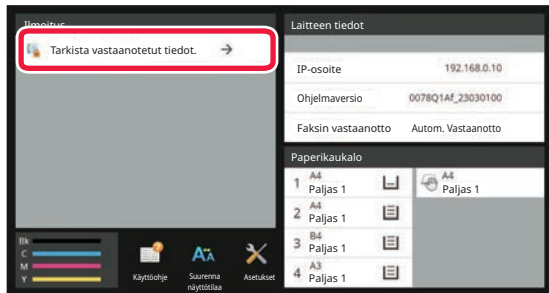 Ilmoitus
Tarkista vastaanotetut tiedot.
Laitteen tiedot
IP-osoite 192.168.0.10
Ohjelmaversio 0078Q1Af_23030100
Faksin vastaanotto Autom. Vastaanotto
Paperikaukalo
1 A4
Paljas 1
A4
Paljas 1
2 A4
Paljas 1
3 B4
Paljas 1
4 A3
Paljas 1
Bk
C
M
Y
Käyttöohje
Suurenna
näyttötilaa
Asetukset